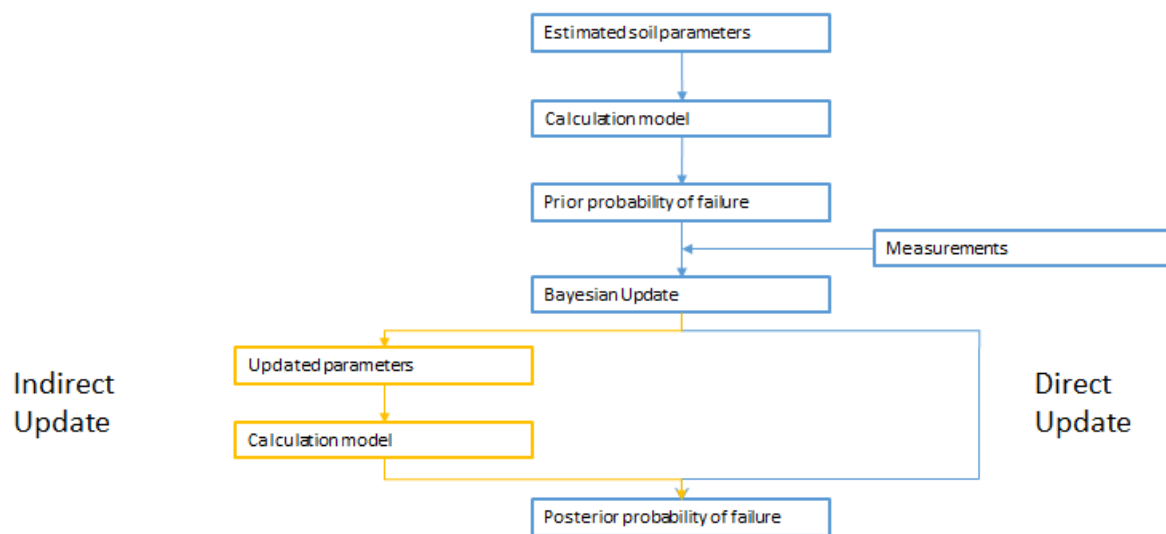 Estimated soil parameters
Calculation model
Prior probability of failure
Measurements
Bayesian Update
Updated parameters
Indirect
Update
Direct
Update
Calculation model
Posterior probability of failure